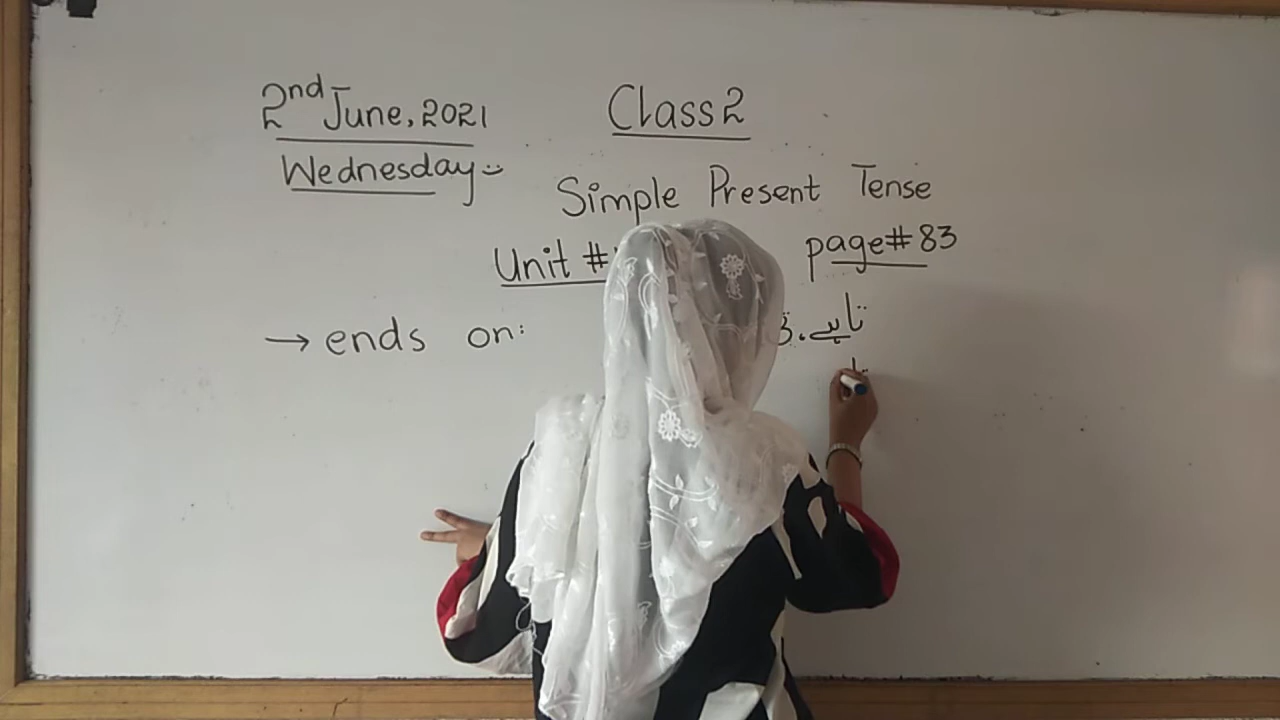 2nd June, 2021
Class 2
Wednesday
Simple Present Tense
Unit #
page# 83
→ ends on:
تا ہے.